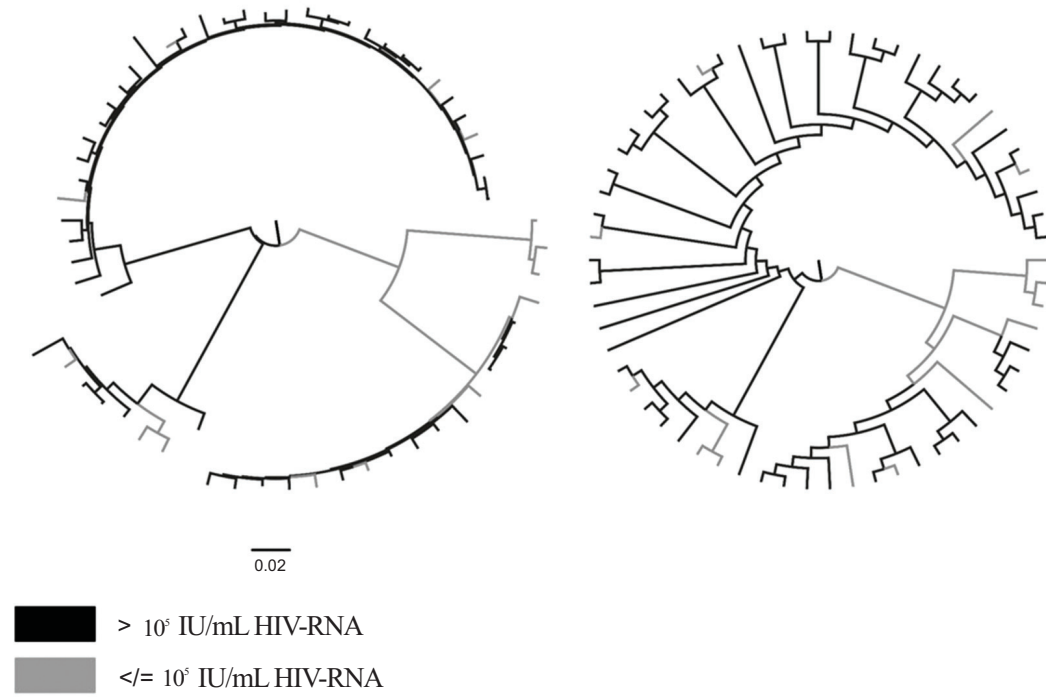 0.02
> 10⁵ IU/mL HIV-RNA
</= 10⁵ IU/mL HIV-RNA